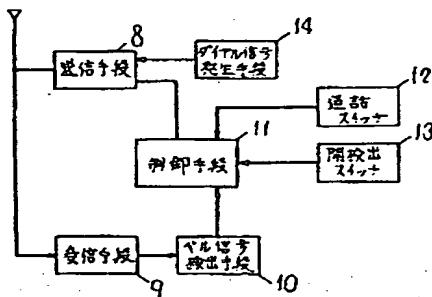 8
送信手段
14
ダイヤル信号
発生手段
12
通話
スイッチ
11
制御手段
13
開検出
スイッチ
受信手段
9
ベル信号
検出手段
10